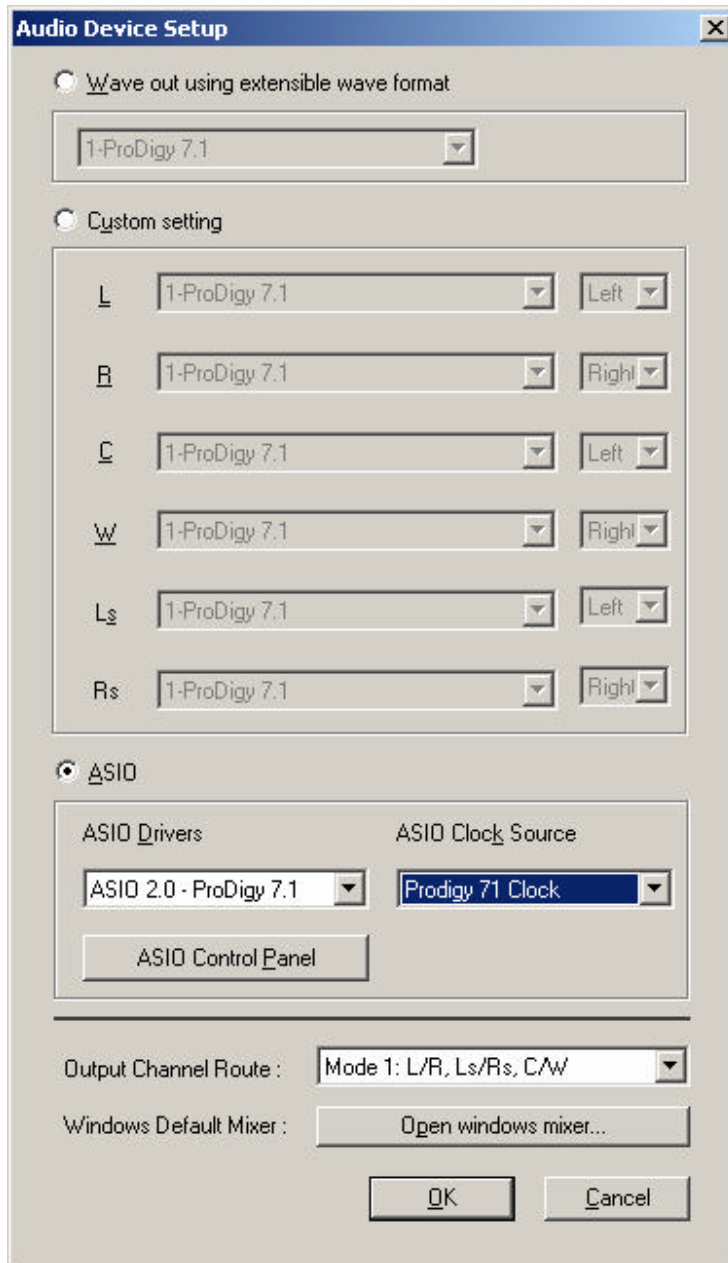 Audio Device Setup
Wave out using extensible wave format
1-ProDigy 7.1
Custom setting
L 1-ProDigy 7.1 Left
R 1-ProDigy 7.1 Right
C 1-ProDigy 7.1 Left
W 1-ProDigy 7.1 Right
Ls 1-ProDigy 7.1 Left
Rs 1-ProDigy 7.1 Right
ASIO
ASIO Drivers ASIO Clock Source
ASIO 2.0 - ProDigy 7.1 Prodigy 71 Clock
ASIO Control Panel
Output Channel Route : Mode 1: L/R, Ls/Rs, C/W
Windows Default Mixer : Open windows mixer...
OK Cancel